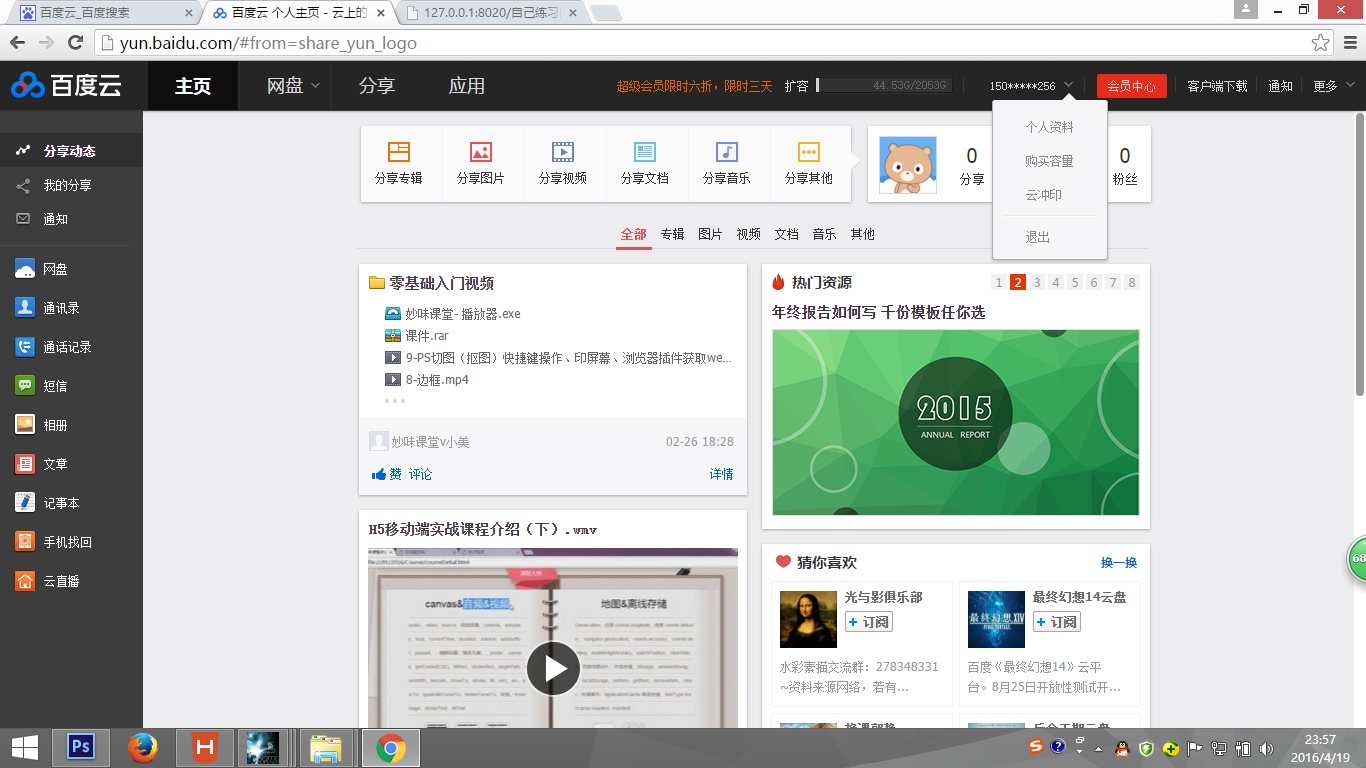 百度云_百度搜索
百度云 个人主页 - 云上的
127.0.0.1:8020/自己练习
yun.baidu.com/#from=share_yun_logo
百度云
主页
网盘
分享
应用
超级会员限时六折，限时三天
扩容
44.53G/2053G
150*****256
会员中心
客户端下载
通知
更多
个人资料
购买容量
云冲印
退出
分享动态
我的分享
通知
网盘
通讯录
通话记录
短信
相册
文章
记事本
手机找回
云直播
分享专辑
分享图片
分享视频
分享文档
分享音乐
分享其他
0
分享
0
粉丝
全部 专辑 图片 视频 文档 音乐 其他
零基础入门视频
妙味课堂- 播放器.exe
课件.rar
9-PS切图（抠图）快捷键操作、印屏幕、浏览器插件获取we...
8-边框.mp4
妙味课堂v小美
02-26 18:28
赞 评论
详情
H5移动端实战课程介绍（下）.wmv
canvas&音频&视频
地图&离线存储
热门资源
1 2 3 4 5 6 7 8
年终报告如何写 千份模板任你选
2015
ANNUAL REPORT
猜你喜欢
换一换
光与影俱乐部
+ 订阅
水彩素描交流群：278348331
~资料来源网络，若有...
最终幻想14云盘
+ 订阅
最终幻想XIV
百度《最终幻想14》云平
台。8月25日开放性测试开...
68
Ps
H
23:57
2016/4/19